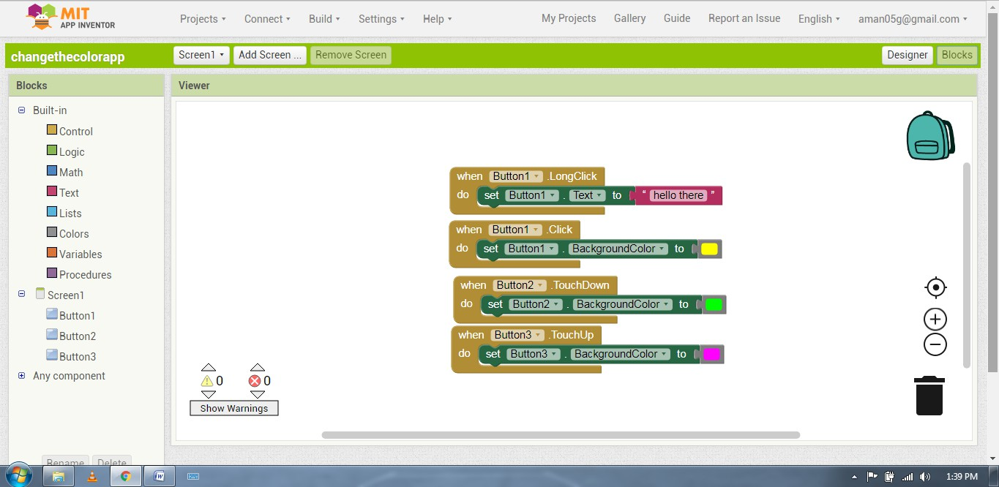 MIT
APP INVENTOR
Projects Connect Build Settings Help My Projects Gallery Guide Report an Issue English aman05g@gmail.com
changethecolorapp Screen1 Add Screen ... Remove Screen Designer Blocks
Blocks Viewer
Built-in
Control
Logic
Math
Text
Lists
Colors
Variables
Procedures
Screen1
Button1
Button2
Button3
Any component
Rename Delete
when Button1 .LongClick
do set Button1 . Text to “ hello there ”
when Button1 .Click
do set Button1 . BackgroundColor to
when Button2 .TouchDown
do set Button2 . BackgroundColor to
when Button3 .TouchUp
do set Button3 . BackgroundColor to
0 0
Show Warnings
W
1:39 PM